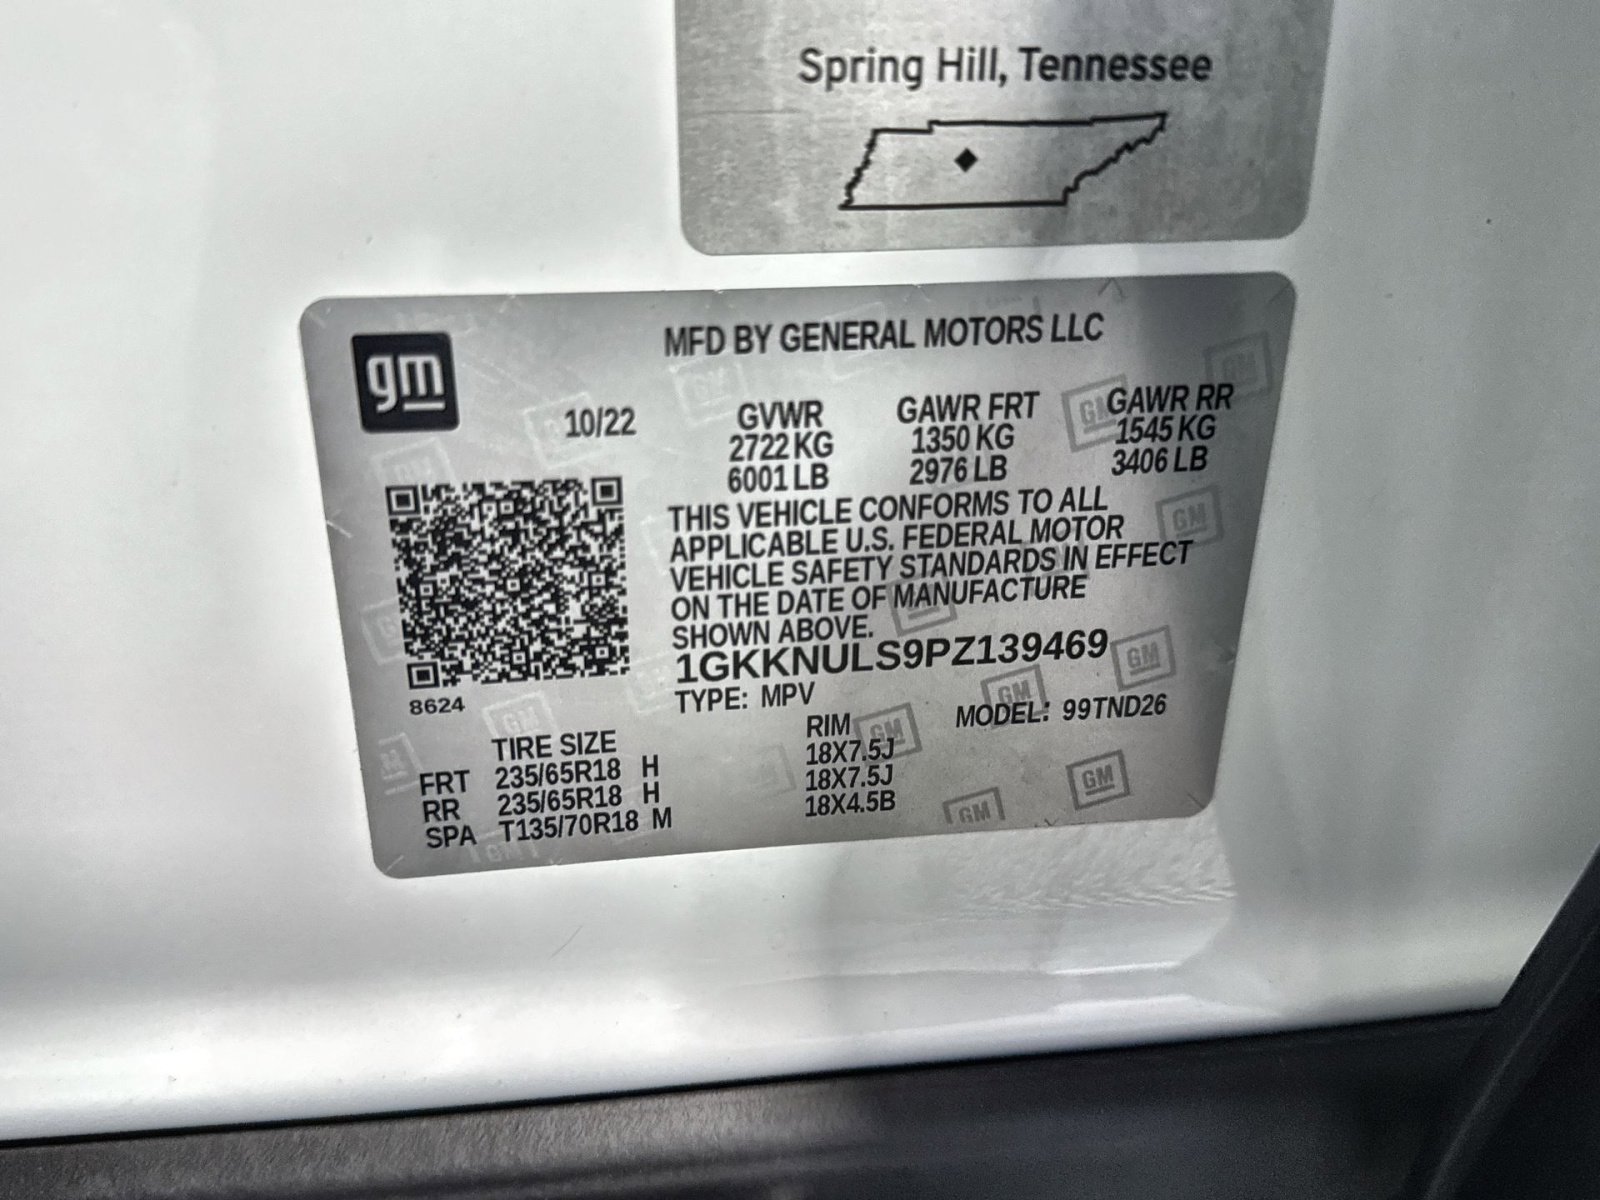 Spring Hill, Tennessee
gm
MFD BY GENERAL MOTORS LLC
10/22 GVWR GAWR FRT GAWR RR
2722 KG 1350 KG 1545 KG
6001 LB 2976 LB 3406 LB
THIS VEHICLE CONFORMS TO ALL
APPLICABLE U.S. FEDERAL MOTOR
VEHICLE SAFETY STANDARDS IN EFFECT
ON THE DATE OF MANUFACTURE
SHOWN ABOVE.
1GKKNULS9PZ139469
8624
TYPE: MPV
MODEL: 99TND26
TIRE SIZE RIM
FRT 235/65R18 H 18X7.5J
RR 235/65R18 H 18X7.5J
SPA T135/70R18 M 18X4.5B